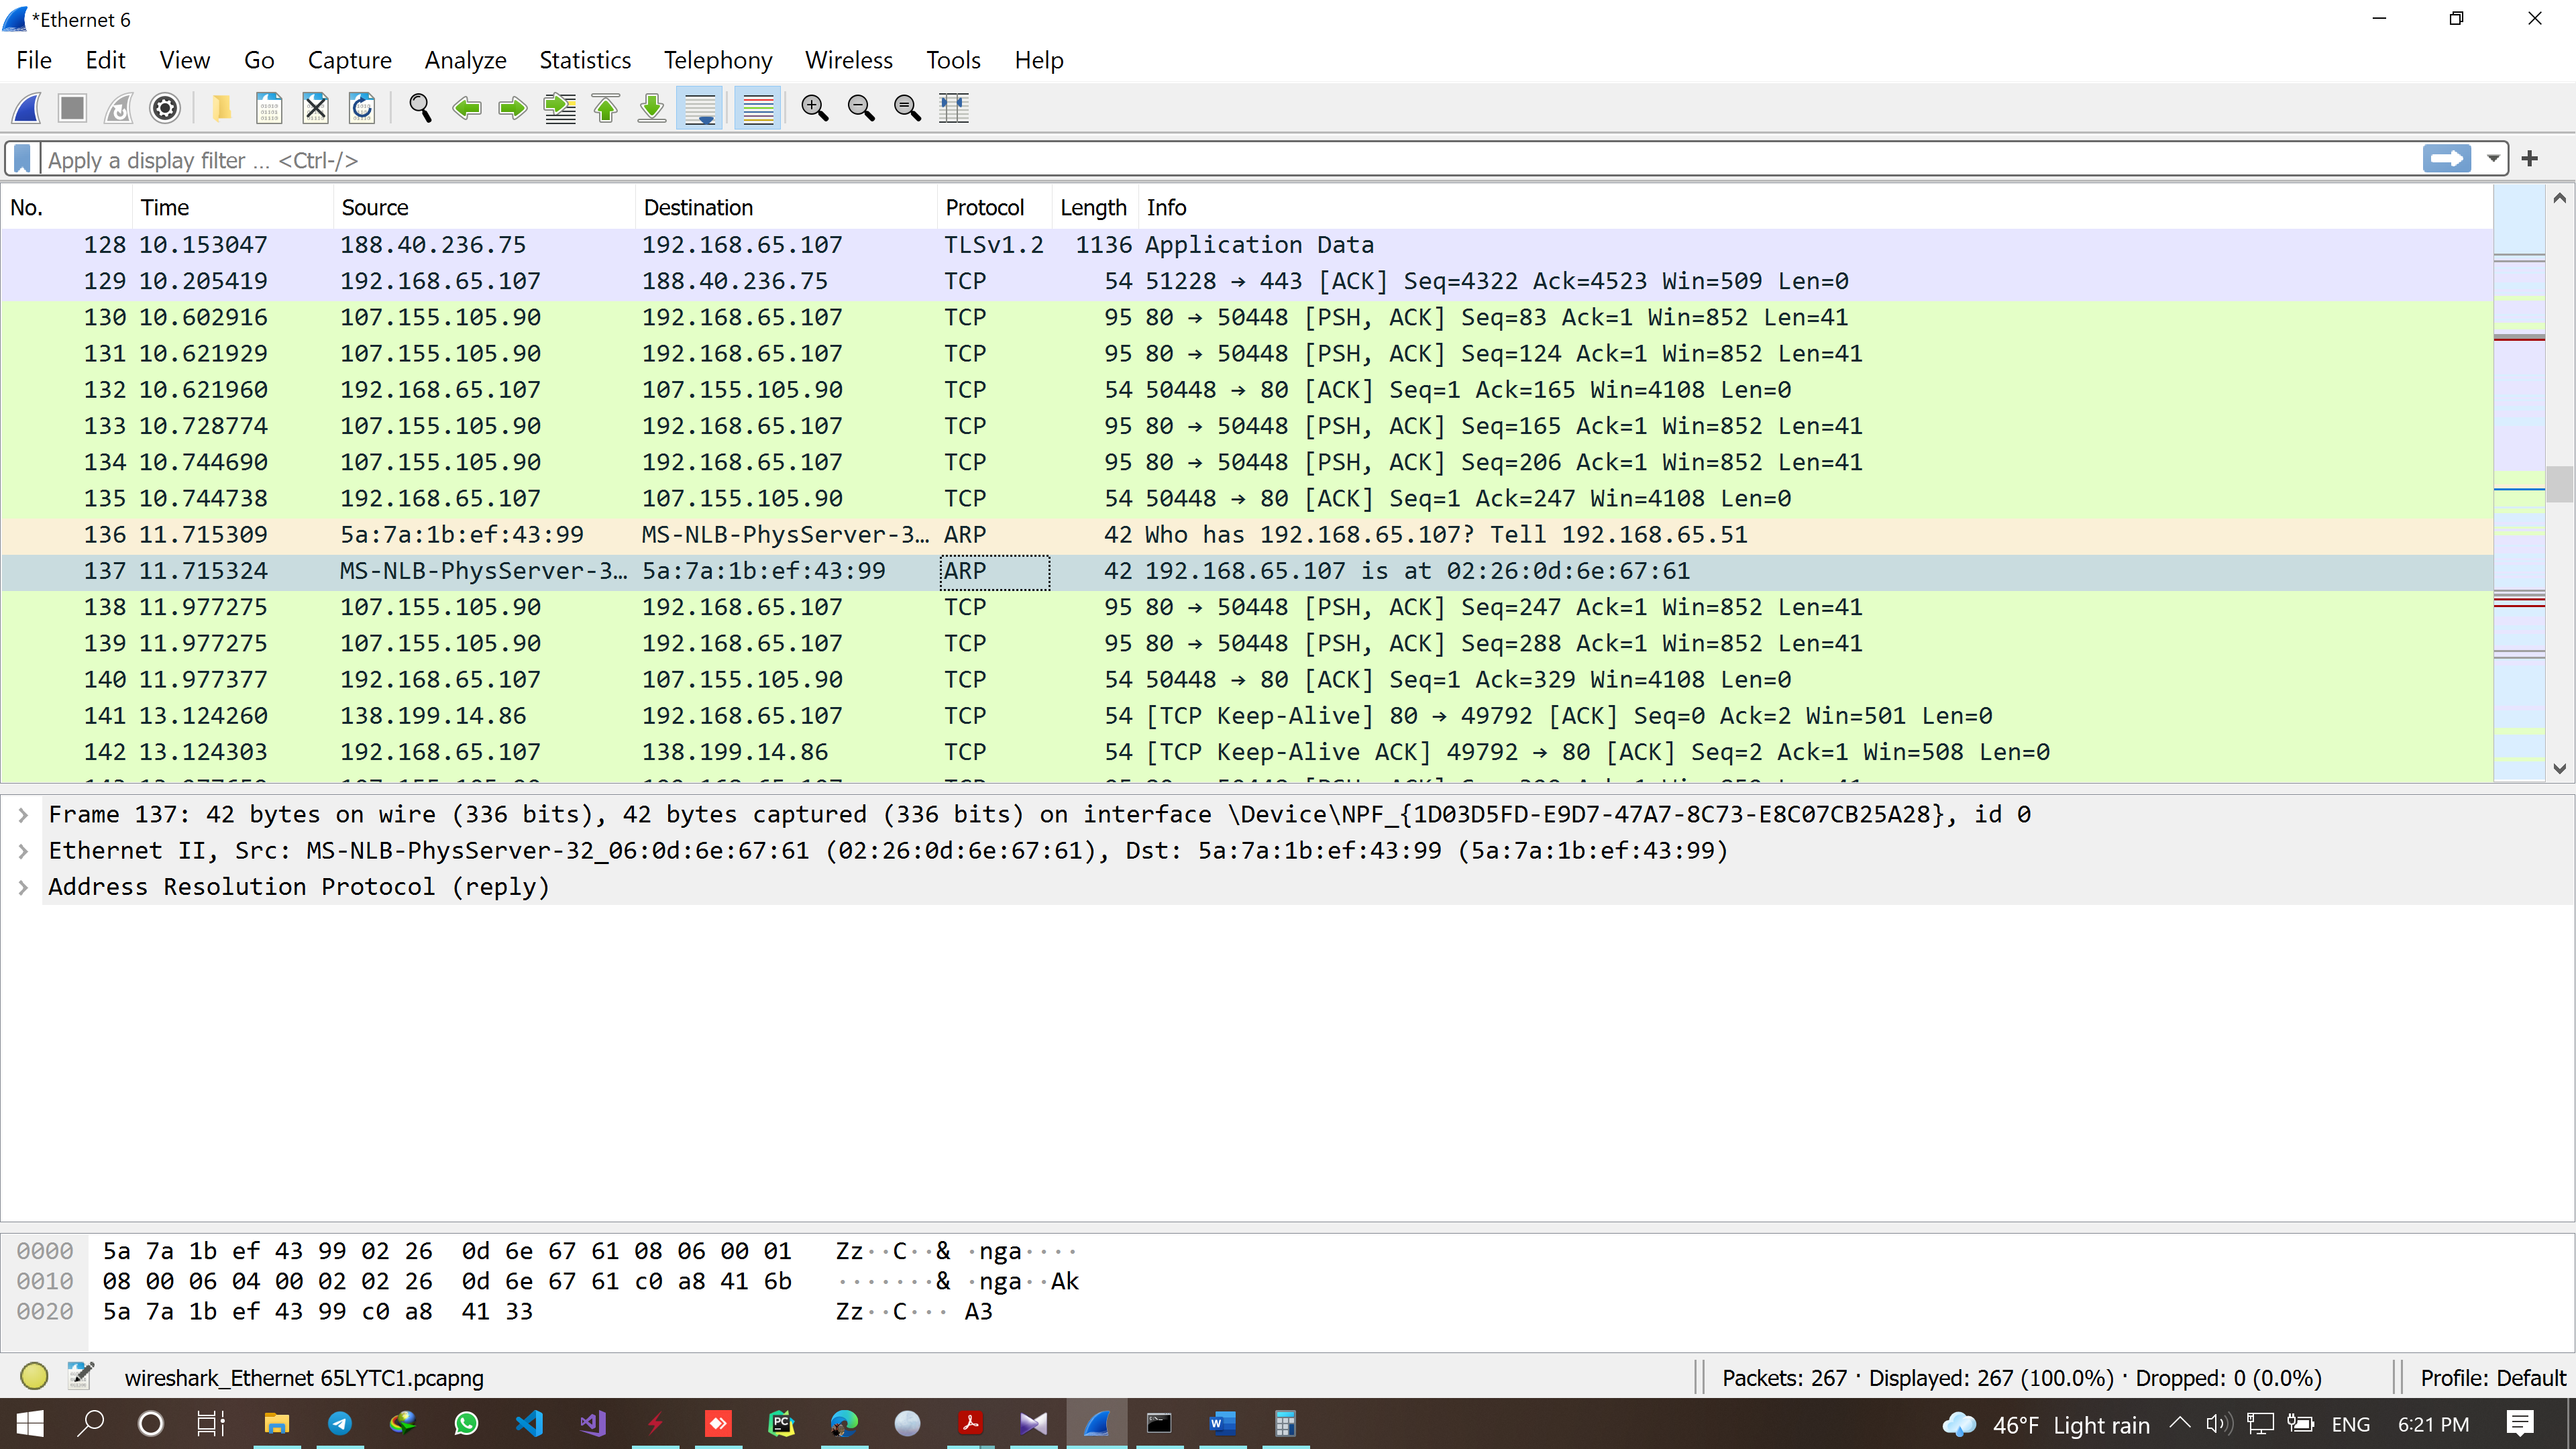 *Ethernet 6
File Edit View Go Capture Analyze Statistics Telephony Wireless Tools Help
Apply a display filter … <Ctrl-/>
No. Time Source Destination Protocol Length Info
128 10.153047 188.40.236.75 192.168.65.107 TLSv1.2 1136 Application Data
129 10.205419 192.168.65.107 188.40.236.75 TCP 54 51228 → 443 [ACK] Seq=4322 Ack=4523 Win=509 Len=0
130 10.602916 107.155.105.90 192.168.65.107 TCP 95 80 → 50448 [PSH, ACK] Seq=83 Ack=1 Win=852 Len=41
131 10.621929 107.155.105.90 192.168.65.107 TCP 95 80 → 50448 [PSH, ACK] Seq=124 Ack=1 Win=852 Len=41
132 10.621960 192.168.65.107 107.155.105.90 TCP 54 50448 → 80 [ACK] Seq=1 Ack=165 Win=4108 Len=0
133 10.728774 107.155.105.90 192.168.65.107 TCP 95 80 → 50448 [PSH, ACK] Seq=165 Ack=1 Win=852 Len=41
134 10.744690 107.155.105.90 192.168.65.107 TCP 95 80 → 50448 [PSH, ACK] Seq=206 Ack=1 Win=852 Len=41
135 10.744738 192.168.65.107 107.155.105.90 TCP 54 50448 → 80 [ACK] Seq=1 Ack=247 Win=4108 Len=0
136 11.715309 5a:7a:1b:ef:43:99 MS-NLB-PhysServer-3… ARP 42 Who has 192.168.65.107? Tell 192.168.65.51
137 11.715324 MS-NLB-PhysServer-3… 5a:7a:1b:ef:43:99 ARP 42 192.168.65.107 is at 02:26:0d:6e:67:61
138 11.977275 107.155.105.90 192.168.65.107 TCP 95 80 → 50448 [PSH, ACK] Seq=247 Ack=1 Win=852 Len=41
139 11.977275 107.155.105.90 192.168.65.107 TCP 95 80 → 50448 [PSH, ACK] Seq=288 Ack=1 Win=852 Len=41
140 11.977377 192.168.65.107 107.155.105.90 TCP 54 50448 → 80 [ACK] Seq=1 Ack=329 Win=4108 Len=0
141 13.124260 138.199.14.86 192.168.65.107 TCP 54 [TCP Keep-Alive] 80 → 49792 [ACK] Seq=0 Ack=2 Win=501 Len=0
142 13.124303 192.168.65.107 138.199.14.86 TCP 54 [TCP Keep-Alive ACK] 49792 → 80 [ACK] Seq=2 Ack=1 Win=508 Len=0
Frame 137: 42 bytes on wire (336 bits), 42 bytes captured (336 bits) on interface \Device\NPF_{1D03D5FD-E9D7-47A7-8C73-E8C07CB25A28}, id 0
Ethernet II, Src: MS-NLB-PhysServer-32_06:0d:6e:67:61 (02:26:0d:6e:67:61), Dst: 5a:7a:1b:ef:43:99 (5a:7a:1b:ef:43:99)
Address Resolution Protocol (reply)
0000 5a 7a 1b ef 43 99 02 26 0d 6e 67 61 08 06 00 01 Zz··C··& ·nga····
0010 08 00 06 04 00 02 02 26 0d 6e 67 61 c0 a8 41 6b ·······& ·nga··Ak
0020 5a 7a 1b ef 43 99 c0 a8 41 33 Zz··C··· A3
wireshark_Ethernet 65LYTC1.pcapng Packets: 267 · Displayed: 267 (100.0%) · Dropped: 0 (0.0%) Profile: Default
46°F Light rain ENG 6:21 PM